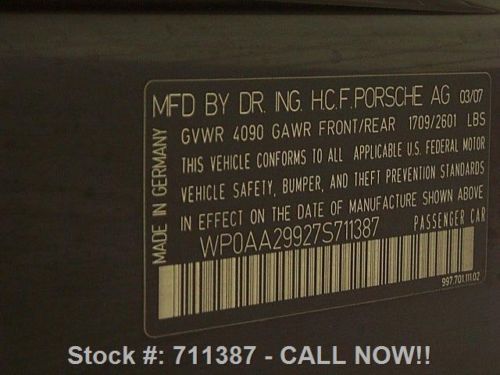 MFD BY DR. ING. H.C.F.PORSCHE AG 03/07
GVWR 4090 GAWR FRONT/REAR 1709/2601 LBS
THIS VEHICLE CONFORMS TO ALL APPLICABLE U.S. FEDERAL MOTOR
VEHICLE SAFETY, BUMPER, AND THEFT PREVENTION STANDARDS
IN EFFECT ON THE DATE OF MANUFACTURE SHOWN ABOVE
WP0AA29927S711387 PASSENGER CAR
MADE IN GERMANY
997.701.111.02
Stock #: 711387 - CALL NOW!!